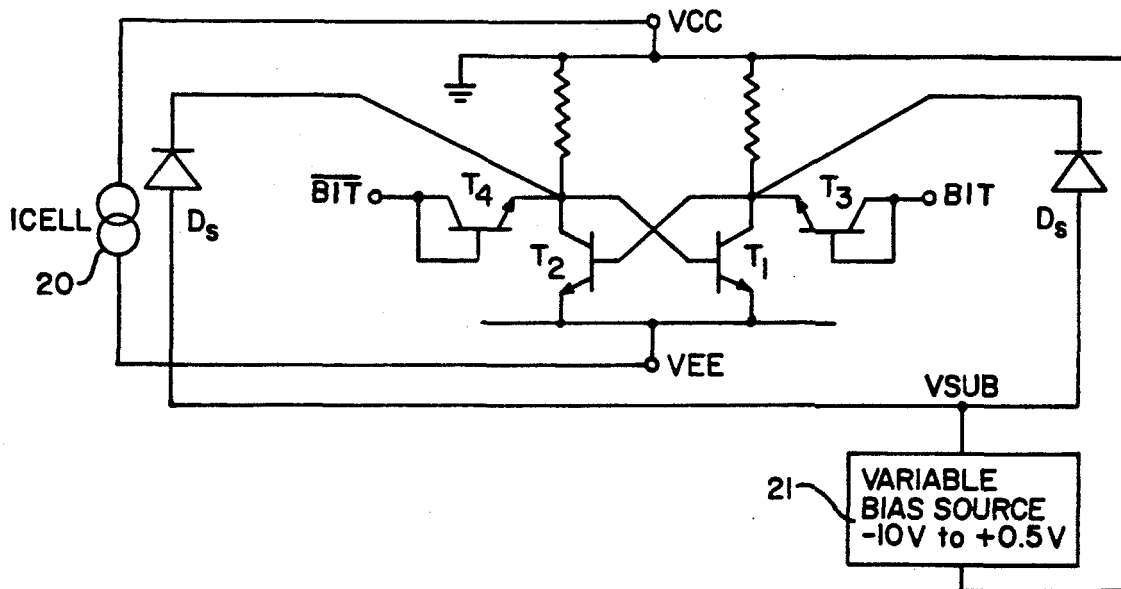 VCC
BIT
T4
T3
BIT
ICELL
Ds
T2
T1
Ds
20
VEE
VSUB
21
VARIABLE
BIAS SOURCE
-10V to +0.5V